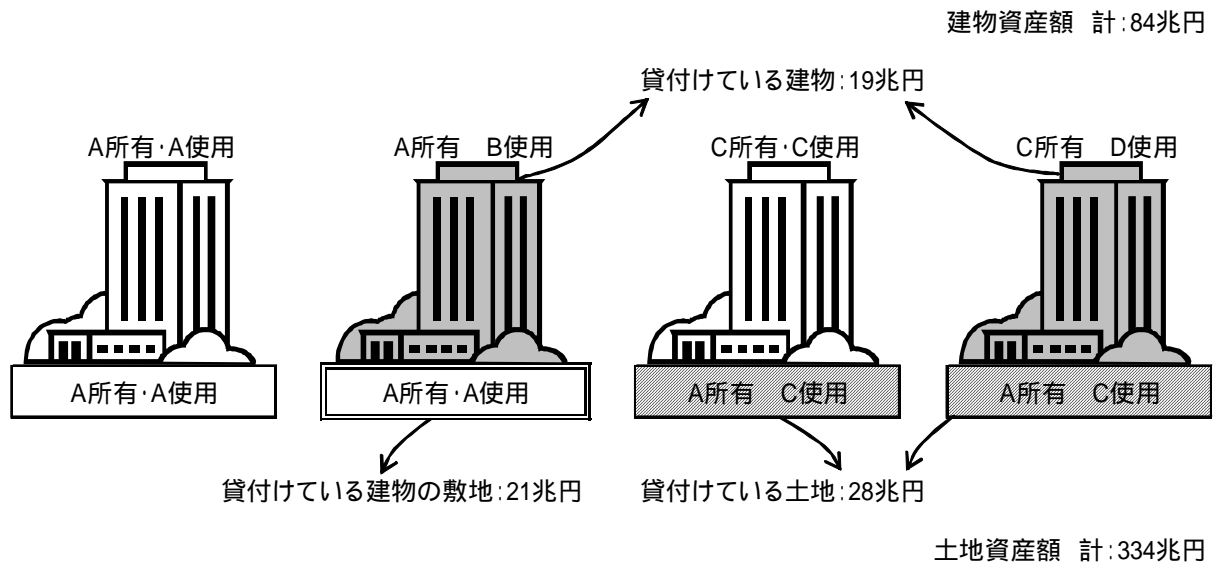 建物資産額 計:84兆円
貸付けている建物:19兆円
A所有・A使用
A所有 B使用
C所有・C使用
C所有 D使用
A所有・A使用
A所有・A使用
A所有 C使用
A所有 C使用
貸付けている建物の敷地:21兆円
貸付けている土地:28兆円
土地資産額 計:334兆円